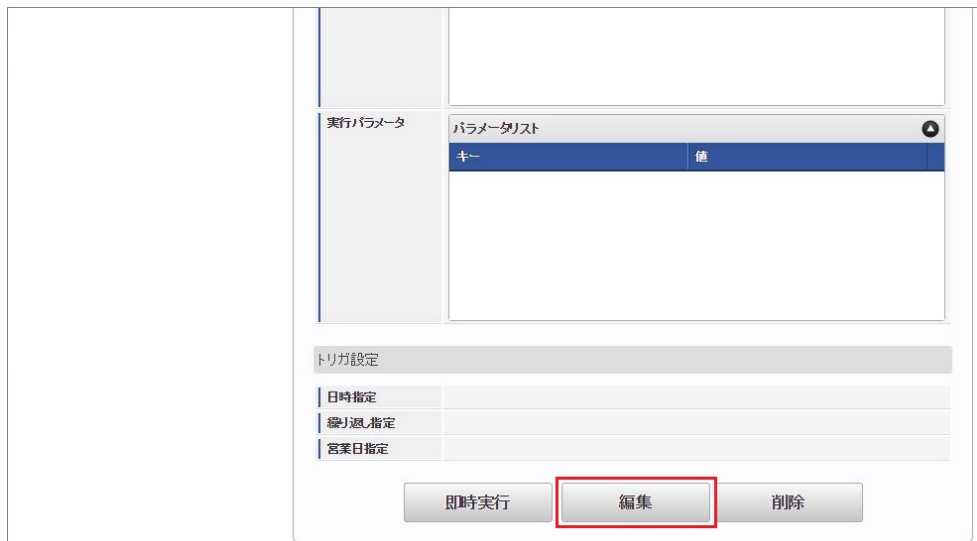 実行パラメータ
パラメータリスト
キー 値
トリガ設定
日時指定
繰り返し指定
営業日指定
即時実行 編集 削除